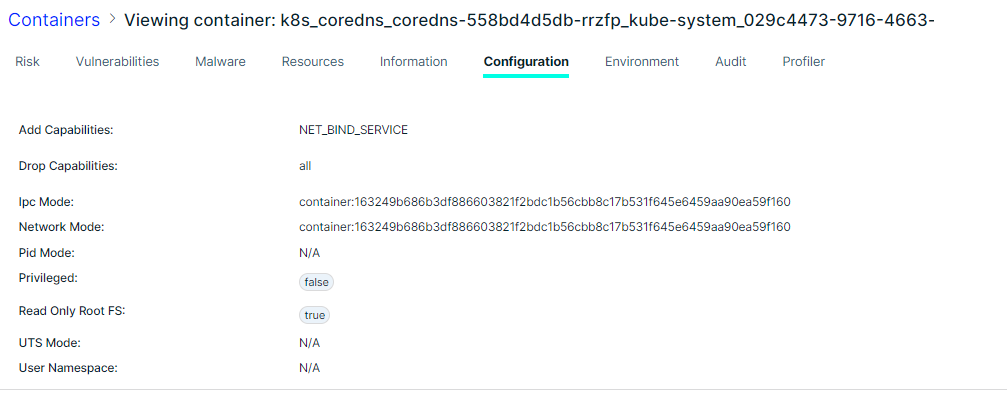 Containers > Viewing container: k8s_coredns_coredns-558bd4d5db-rrzfp_kube-system_029c4473-9716-4663-
Risk Vulnerabilities Malware Resources Information Configuration Environment Audit Profiler
Add Capabilities: NET_BIND_SERVICE
Drop Capabilities: all
Ipc Mode: container:163249b686b3df886603821f2bdc1b56cbb8c17b531f645e6459aa90ea59f160
Network Mode: container:163249b686b3df886603821f2bdc1b56cbb8c17b531f645e6459aa90ea59f160
Pid Mode: N/A
Privileged: false
Read Only Root FS: true
UTS Mode: N/A
User Namespace: N/A